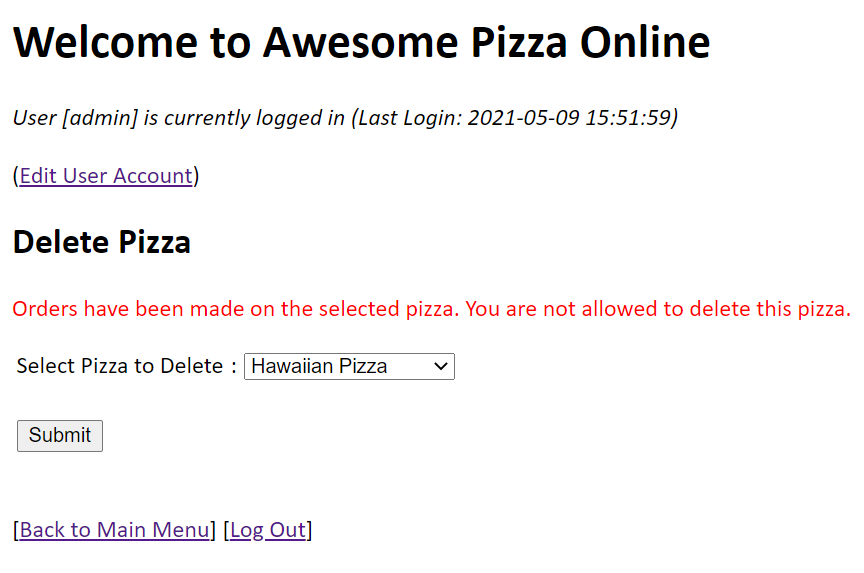 Welcome to Awesome Pizza Online
User [admin] is currently logged in (Last Login: 2021-05-09 15:51:59)
(Edit User Account)
Delete Pizza
Orders have been made on the selected pizza. You are not allowed to delete this pizza.
Select Pizza to Delete : Hawaiian Pizza
Submit
[Back to Main Menu] [Log Out]